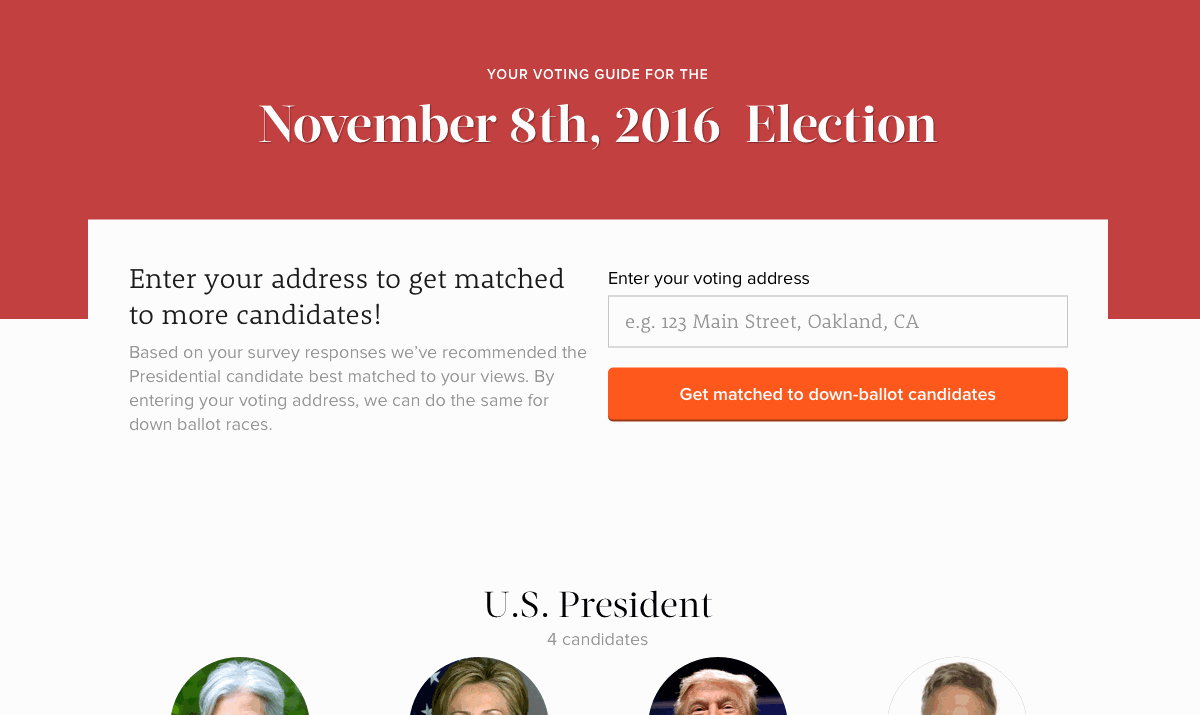 YOUR VOTING GUIDE FOR THE
November 8th, 2016 Election
Enter your address to get matched
to more candidates!
Based on your survey responses we've recommended the
Presidential candidate best matched to your views. By
entering your voting address, we can do the same for
down ballot races.
Enter your voting address
e.g. 123 Main Street, Oakland, CA
Get matched to down-ballot candidates
U.S. President
4 candidates